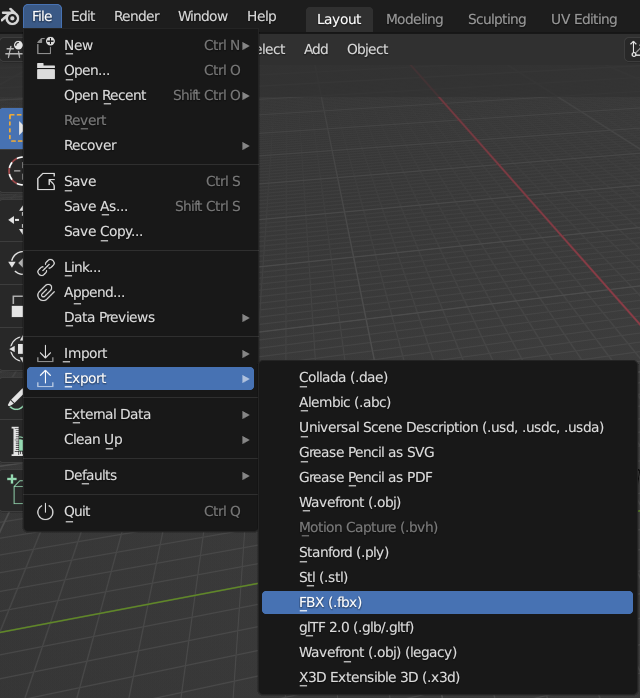 File Edit Render Window Help Layout Modeling Sculpting UV Editing
Add Object
New Ctrl N
Open... Ctrl O
Open Recent Shift Ctrl O
Revert
Recover
Save Ctrl S
Save As... Shift Ctrl S
Save Copy...
Link...
Append...
Data Previews
Import
Export
External Data
Clean Up
Defaults
Quit Ctrl Q
Collada (.dae)
Alembic (.abc)
Universal Scene Description (.usd, .usdc, .usda)
Grease Pencil as SVG
Grease Pencil as PDF
Wavefront (.obj)
Motion Capture (.bvh)
Stanford (.ply)
Stl (.stl)
FBX (.fbx)
glTF 2.0 (.glb/.gltf)
Wavefront (.obj) (legacy)
X3D Extensible 3D (.x3d)